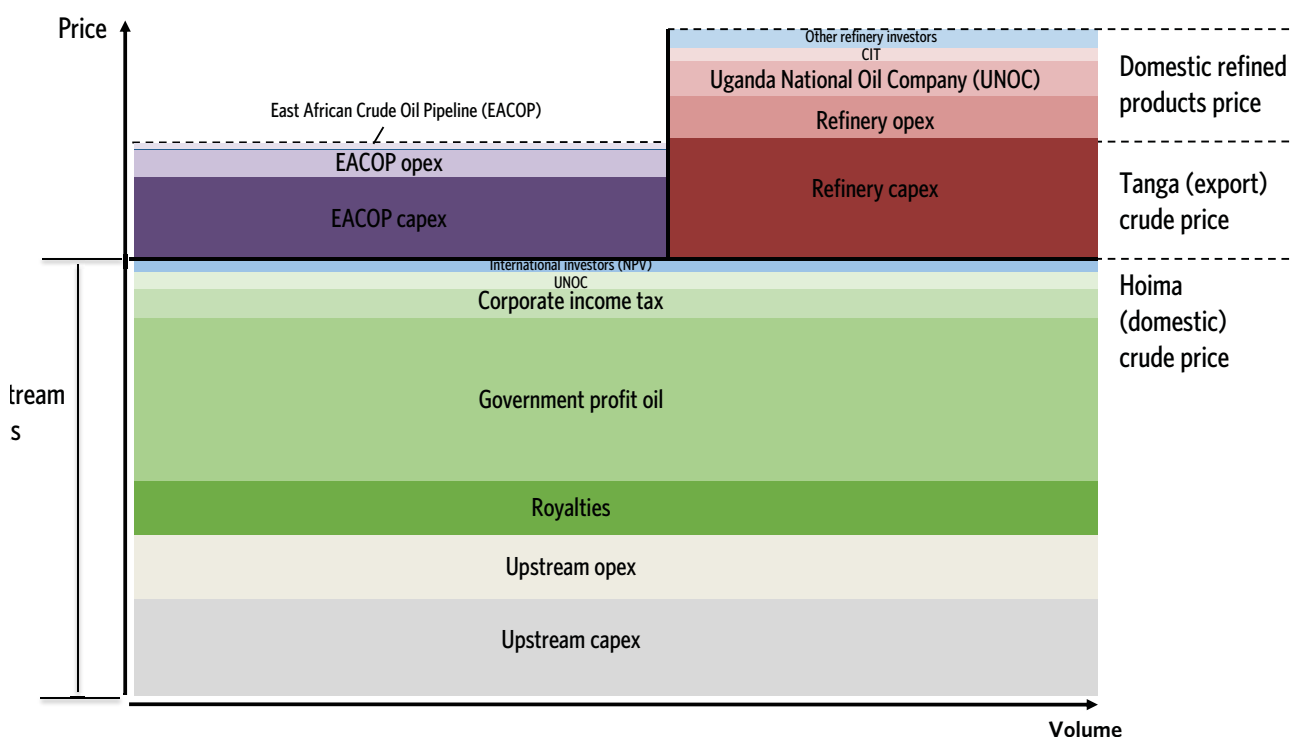 Price
Other refinery investors
CIT
Uganda National Oil Company (UNOC)
Refinery opex
Refinery capex
East African Crude Oil Pipeline (EACOP)
EACOP opex
EACOP capex
Domestic refined
products price
Tanga (export)
crude price
International investors (NPV)
UNOC
Corporate income tax
Government profit oil
Royalties
Upstream opex
Upstream capex
Hoima
(domestic)
crude price
Volume